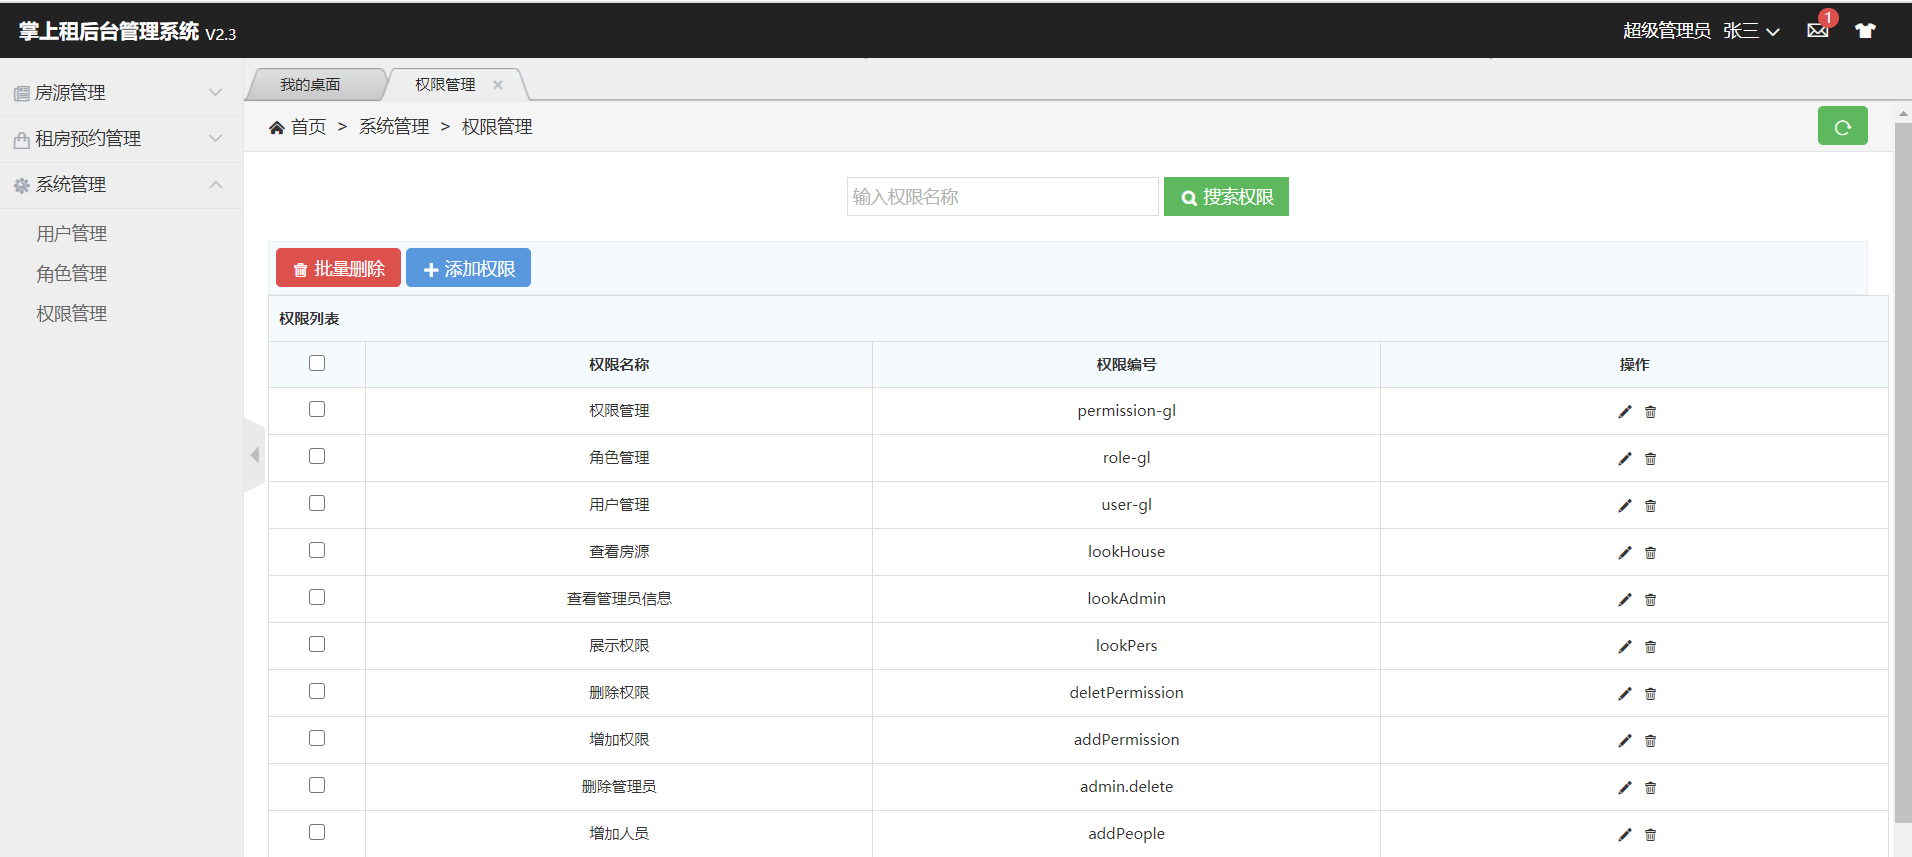 掌上租后台管理系统 V2.3
超级管理员 张三
1
房源管理
租房预约管理
系统管理
用户管理
角色管理
权限管理
我的桌面
权限管理
首页 > 系统管理 > 权限管理
输入权限名称
搜索权限
批量删除
添加权限
权限列表
权限名称 权限编号 操作
权限管理 permission-gl
角色管理 role-gl
用户管理 user-gl
查看房源 lookHouse
查看管理员信息 lookAdmin
展示权限 lookPers
删除权限 deletPermission
增加权限 addPermission
删除管理员 admin.delete
增加人员 addPeople